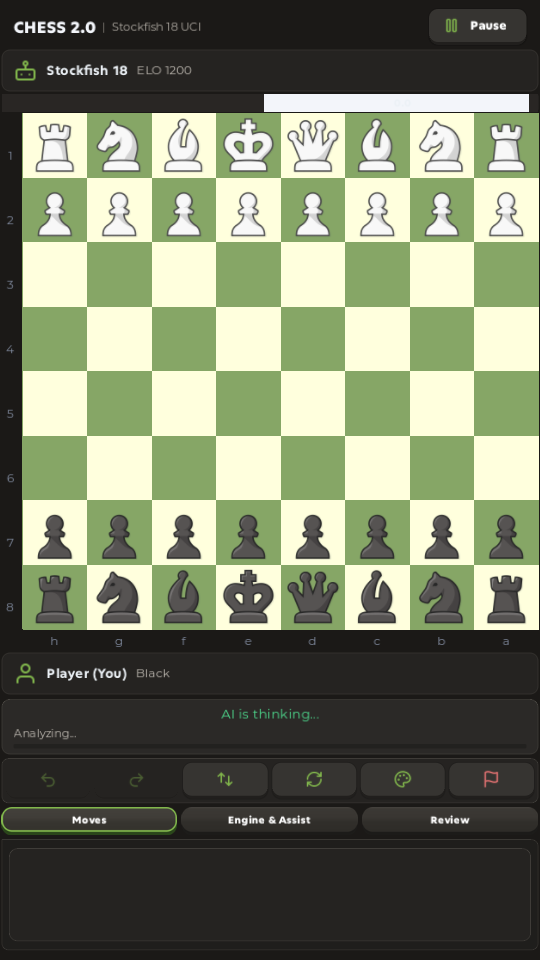 CHESS 2.0 | Stockfish 18 UCI
Pause
Stockfish 18 ELO 1200
1
2
3
4
5
6
7
8
h g f e d c b a
Player (You) Black
AI is thinking...
Analyzing...
Moves
Engine & Assist
Review